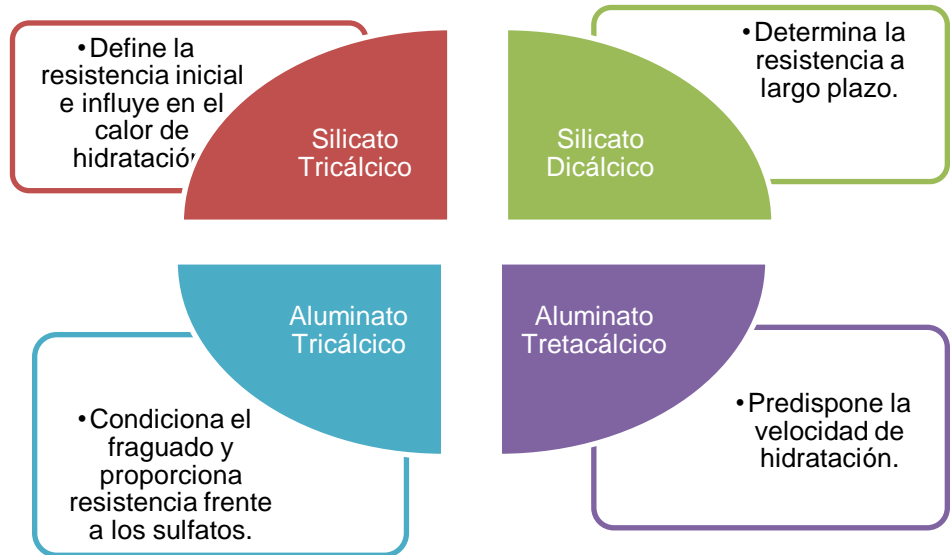 •Define la
resistencia inicial
e influye en el
calor de
hidratación
Silicato
Tricálcico
Silicato
Dicálcico
•Determina la
resistencia a
largo plazo.
Aluminato
Tricálcico
•Condiciona el
fraguado y
proporciona
resistencia frente
a los sulfatos.
Aluminato
Tretacálcico
•Predispone la
velocidad de
hidratación.